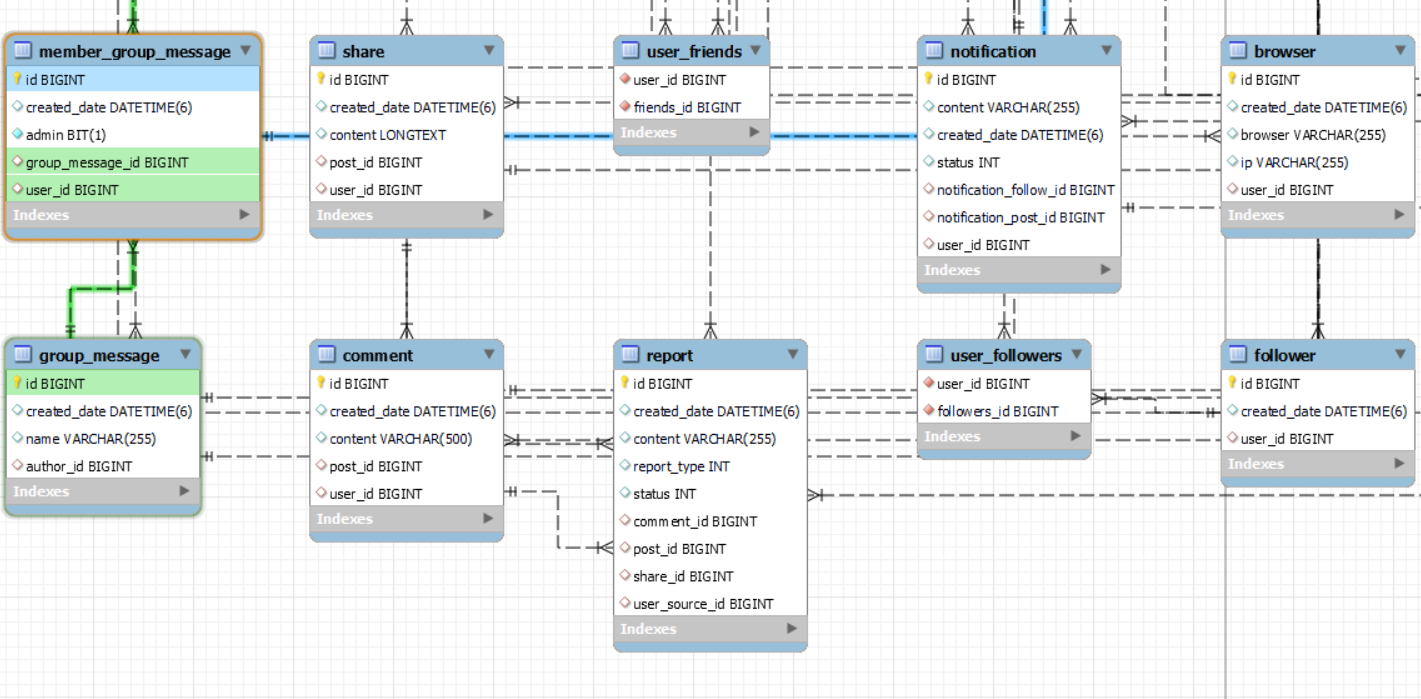 member_group_message
id BIGINT
created_date DATETIME(6)
admin BIT(1)
group_message_id BIGINT
user_id BIGINT
Indexes
share
id BIGINT
created_date DATETIME(6)
content LONGTEXT
post_id BIGINT
user_id BIGINT
Indexes
user_friends
user_id BIGINT
friends_id BIGINT
Indexes
notification
id BIGINT
content VARCHAR(255)
created_date DATETIME(6)
status INT
notification_follow_id BIGINT
notification_post_id BIGINT
user_id BIGINT
Indexes
browser
id BIGINT
created_date DATETIME(6)
browser VARCHAR(255)
ip VARCHAR(255)
user_id BIGINT
Indexes
group_message
id BIGINT
created_date DATETIME(6)
name VARCHAR(255)
author_id BIGINT
Indexes
comment
id BIGINT
created_date DATETIME(6)
content VARCHAR(500)
post_id BIGINT
user_id BIGINT
Indexes
report
id BIGINT
created_date DATETIME(6)
content VARCHAR(255)
report_type INT
status INT
comment_id BIGINT
post_id BIGINT
share_id BIGINT
user_source_id BIGINT
Indexes
user_followers
user_id BIGINT
followers_id BIGINT
Indexes
follower
id BIGINT
created_date DATETIME(6)
user_id BIGINT
Indexes